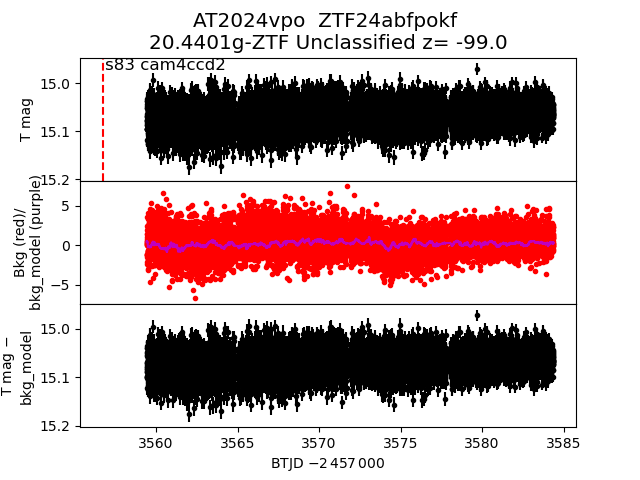 AT2024vpo  ZTF24abfpokf
20.4401g-ZTF Unclassified z= -99.0
s83 cam4ccd2
T mag
15.0
15.1
15.2
Bkg (red)/
bkg_model (purple)
5
0
−5
T mag −
bkg_model
15.0
15.1
15.2
3560
3565
3570
3575
3580
3585
BTJD −2 457 000